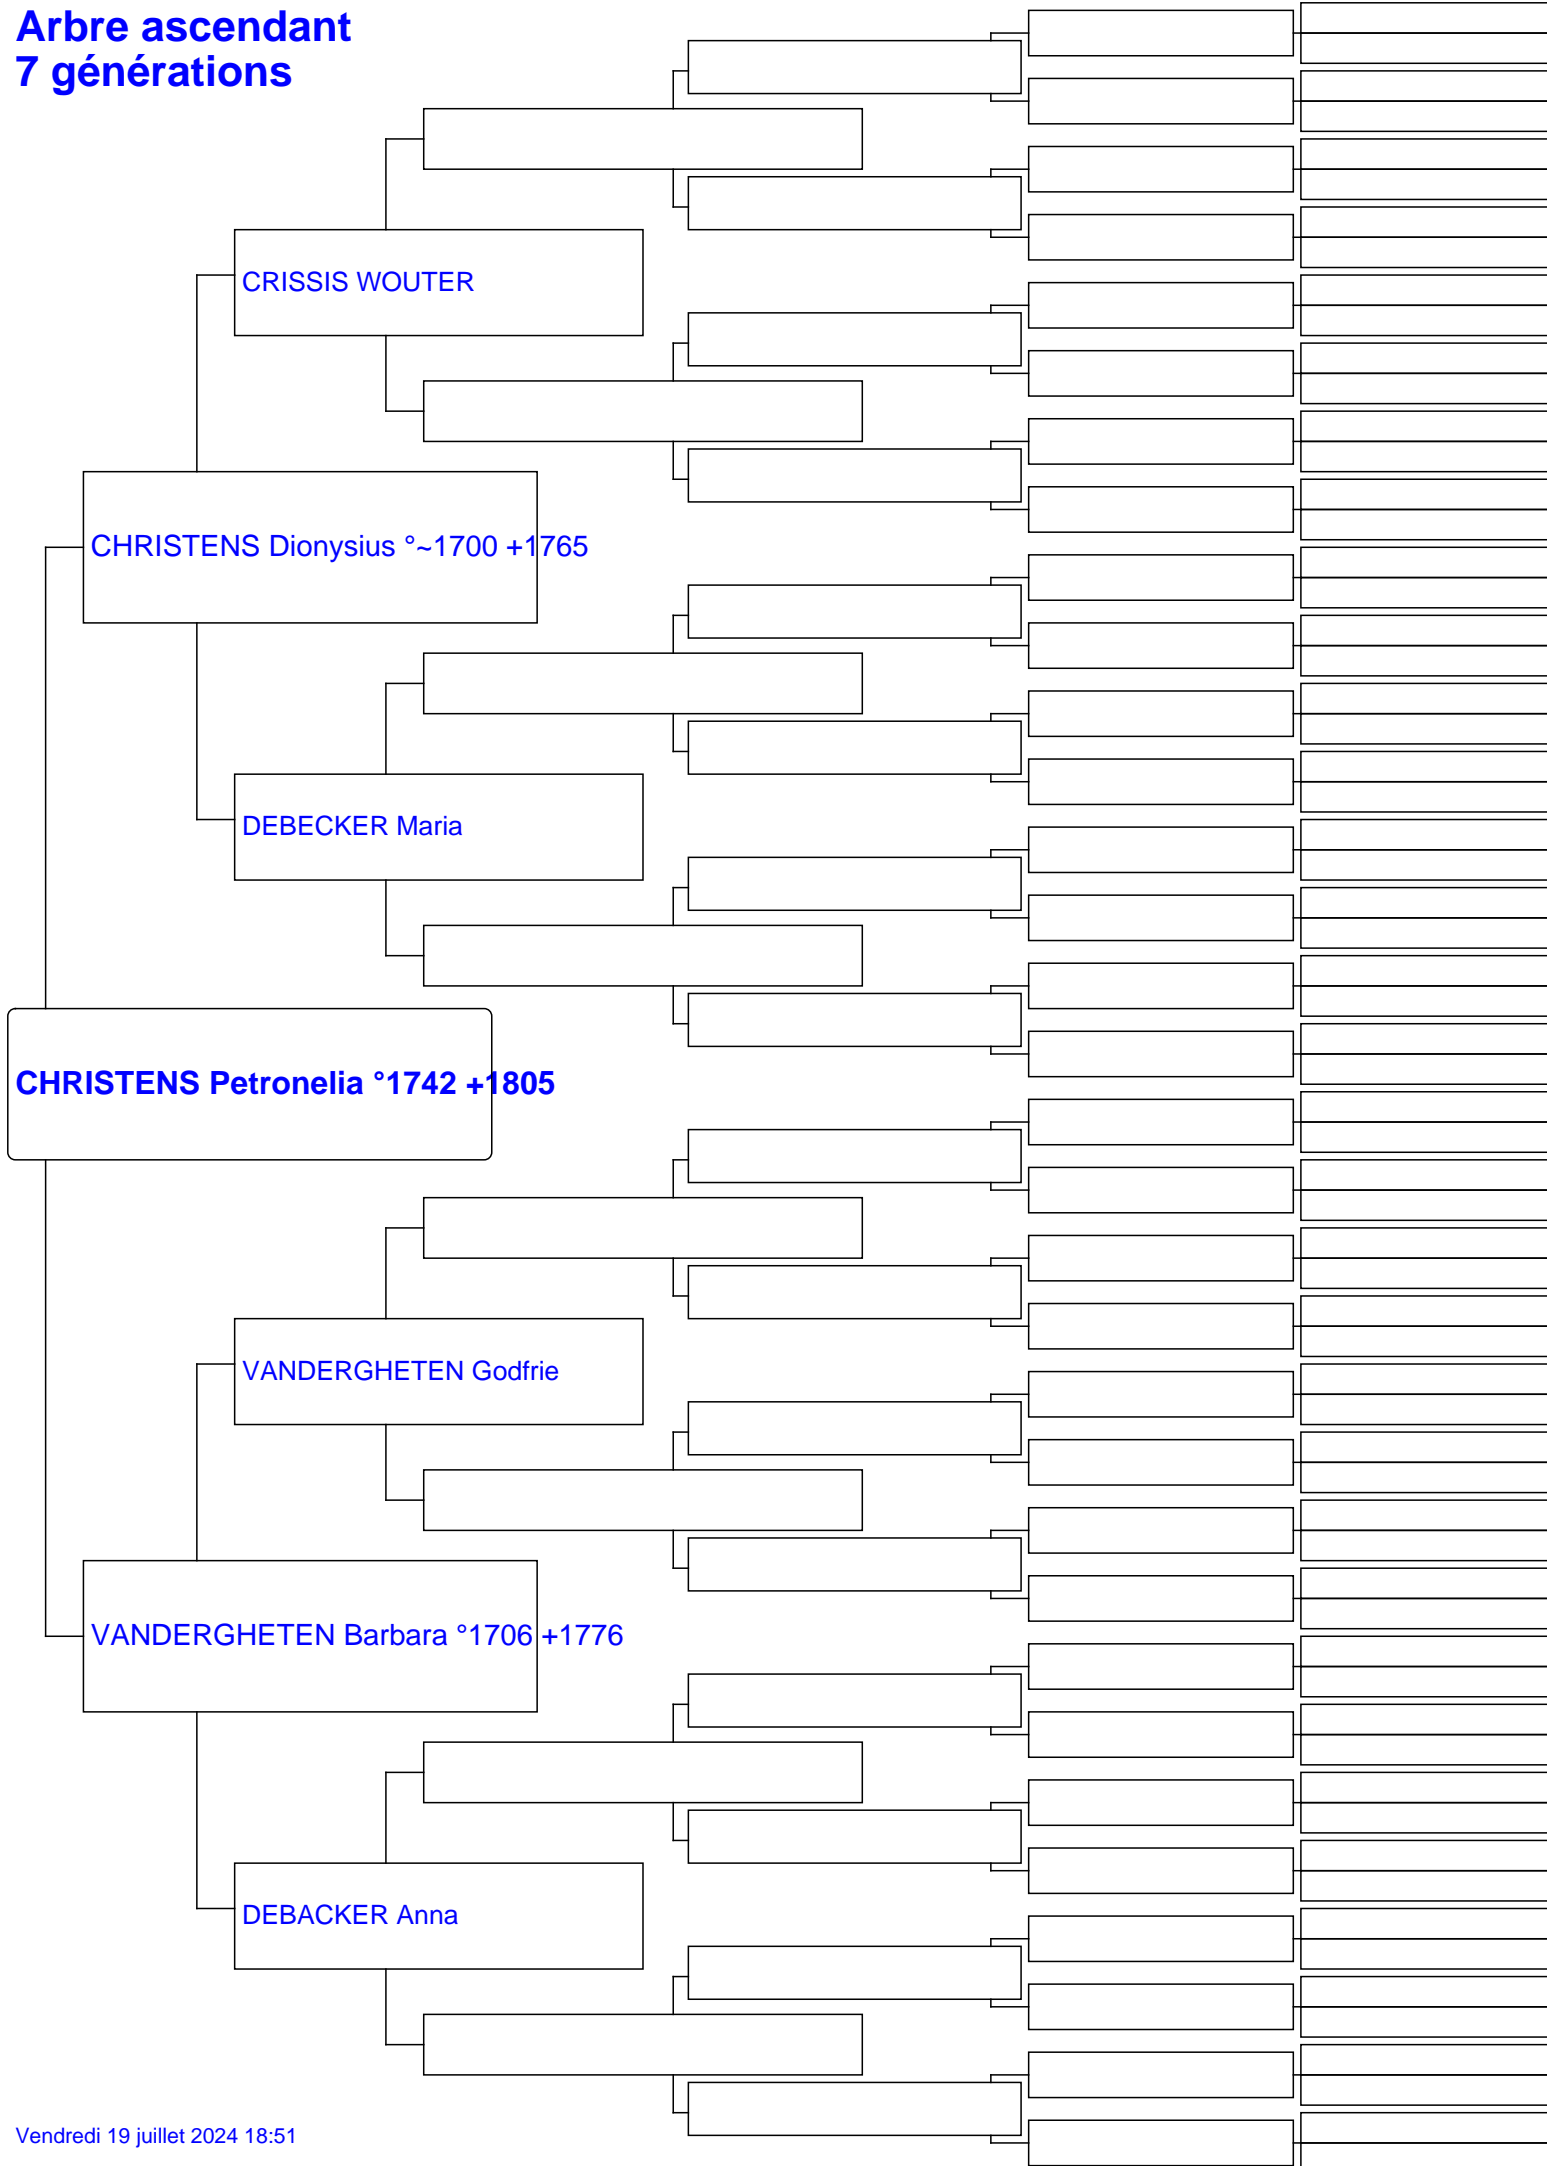 Arbre ascendant
7 générations
CRISSIS WOUTER
CHRISTENS Dionysius °~1700 +1765
DEBECKER Maria
CHRISTENS Petronelia °1742 +1805
VANDERGHETEN Godfrie
VANDERGHETEN Barbara °1706 +1776
DEBACKER Anna
Vendredi 19 juillet 2024 18:51